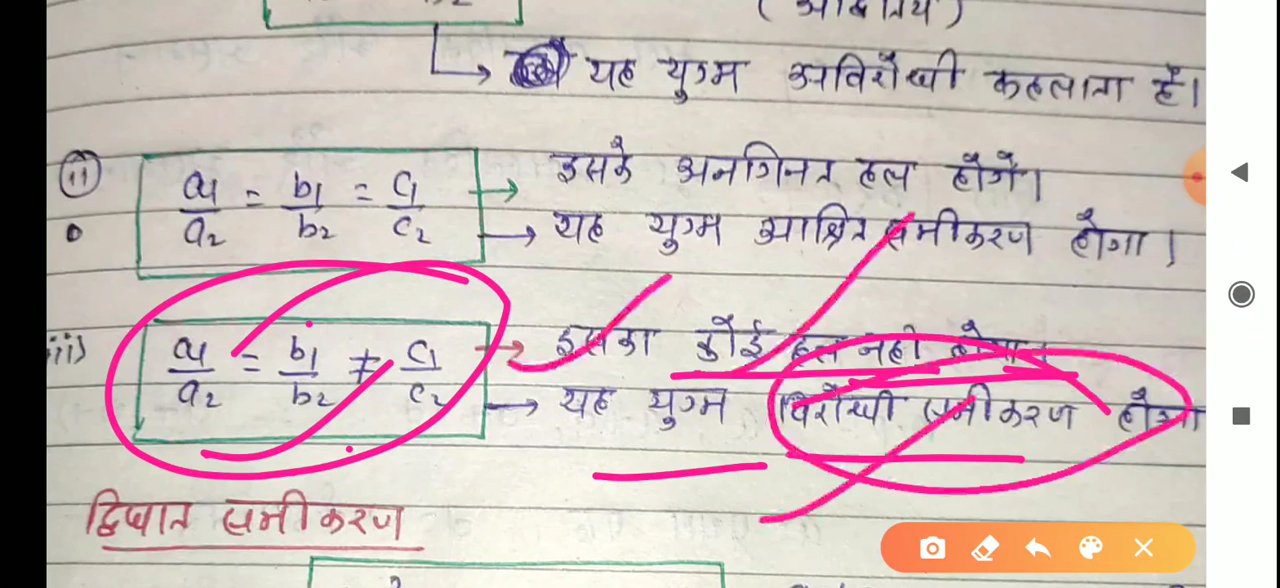 (अद्वितीय)
→ यह युग्म अविरोधी कहलाता है।
(ii) a₁/a₂ = b₁/b₂ = c₁/c₂ → इसके अनगिनत हल होंगें।
→ यह युग्म आश्रित समीकरण होगा।
iii) a₁/a₂ = b₁/b₂ ≠ c₁/c₂ → इसका कोई हल नही होगा।
→ यह युग्म विरोधी समीकरण होगा
द्विघात समीकरण